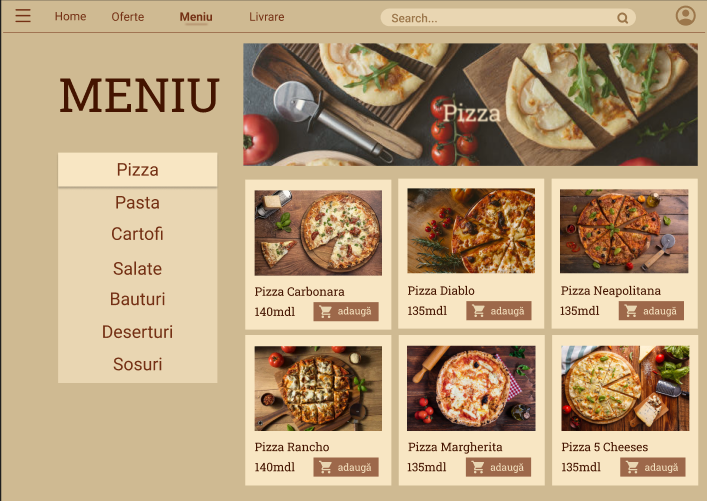 Home Oferte Meniu Livrare Search...
MENIU
Pizza
Pasta
Cartofi
Salate
Bauturi
Deserturi
Sosuri
Pizza
Pizza Carbonara
140mdl adaugă
Pizza Diablo
135mdl adaugă
Pizza Neapolitana
135mdl adaugă
Pizza Rancho
140mdl adaugă
Pizza Margherita
135mdl adaugă
Pizza 5 Cheeses
135mdl adaugă